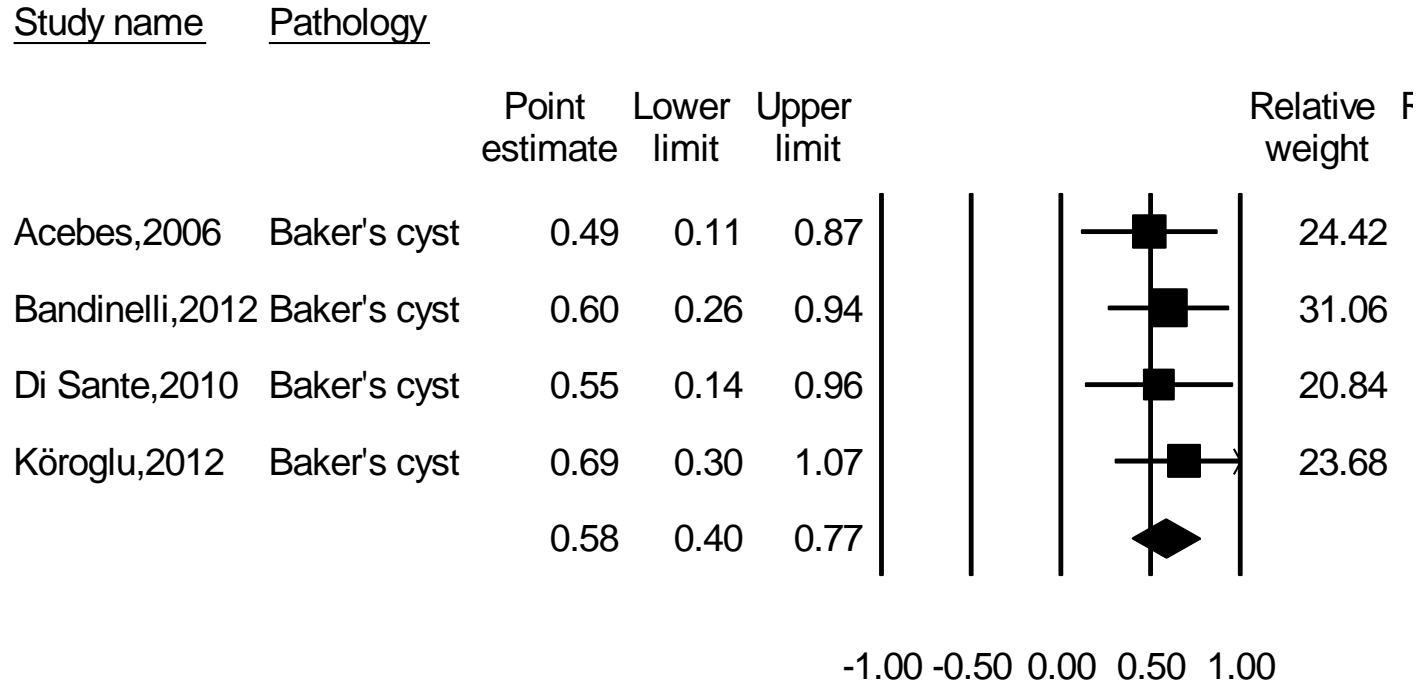 Study name Pathology
Point Lower Upper Relative R
estimate limit limit weight
Acebes,2006 Baker's cyst 0.49 0.11 0.87 24.42
Bandinelli,2012 Baker's cyst 0.60 0.26 0.94 31.06
Di Sante,2010 Baker's cyst 0.55 0.14 0.96 20.84
Köroglu,2012 Baker's cyst 0.69 0.30 1.07 23.68
0.58 0.40 0.77
-1.00 -0.50 0.00 0.50 1.00